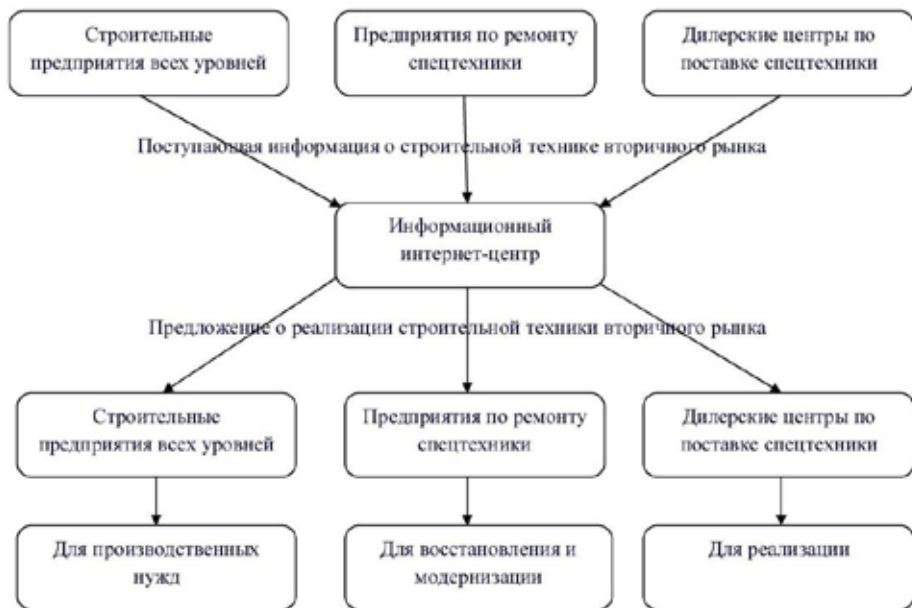 Строительные
предприятия всех уровней
Предприятия по ремонту
спецтехники
Дилерские центры по
поставке спецтехники
Поступающая информация о строительной технике вторичного рынка
Информационный
интернет-центр
Предложение о реализации строительной техники вторичного рынка
Строительные
предприятия всех уровней
Предприятия по ремонту
спецтехники
Дилерские центры по
поставке спецтехники
Для производственных
нужд
Для восстановления и
модернизации
Для реализации